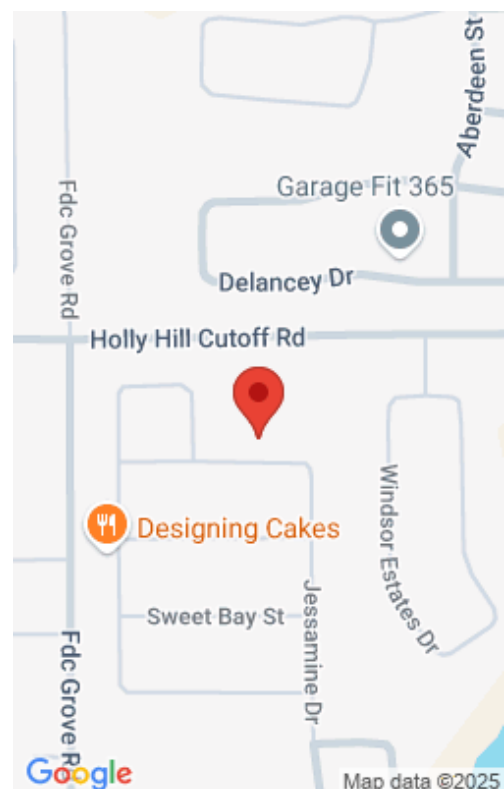 Aberdeen St
Garage Fit 365
Fdc Grove Rd
Delancey Dr
Holly Hill Cutoff Rd
Windsor Estates Dr
Designing Cakes
Jessamine Dr
Sweet Bay St
Fdc Grove R
Google
Map data ©2025